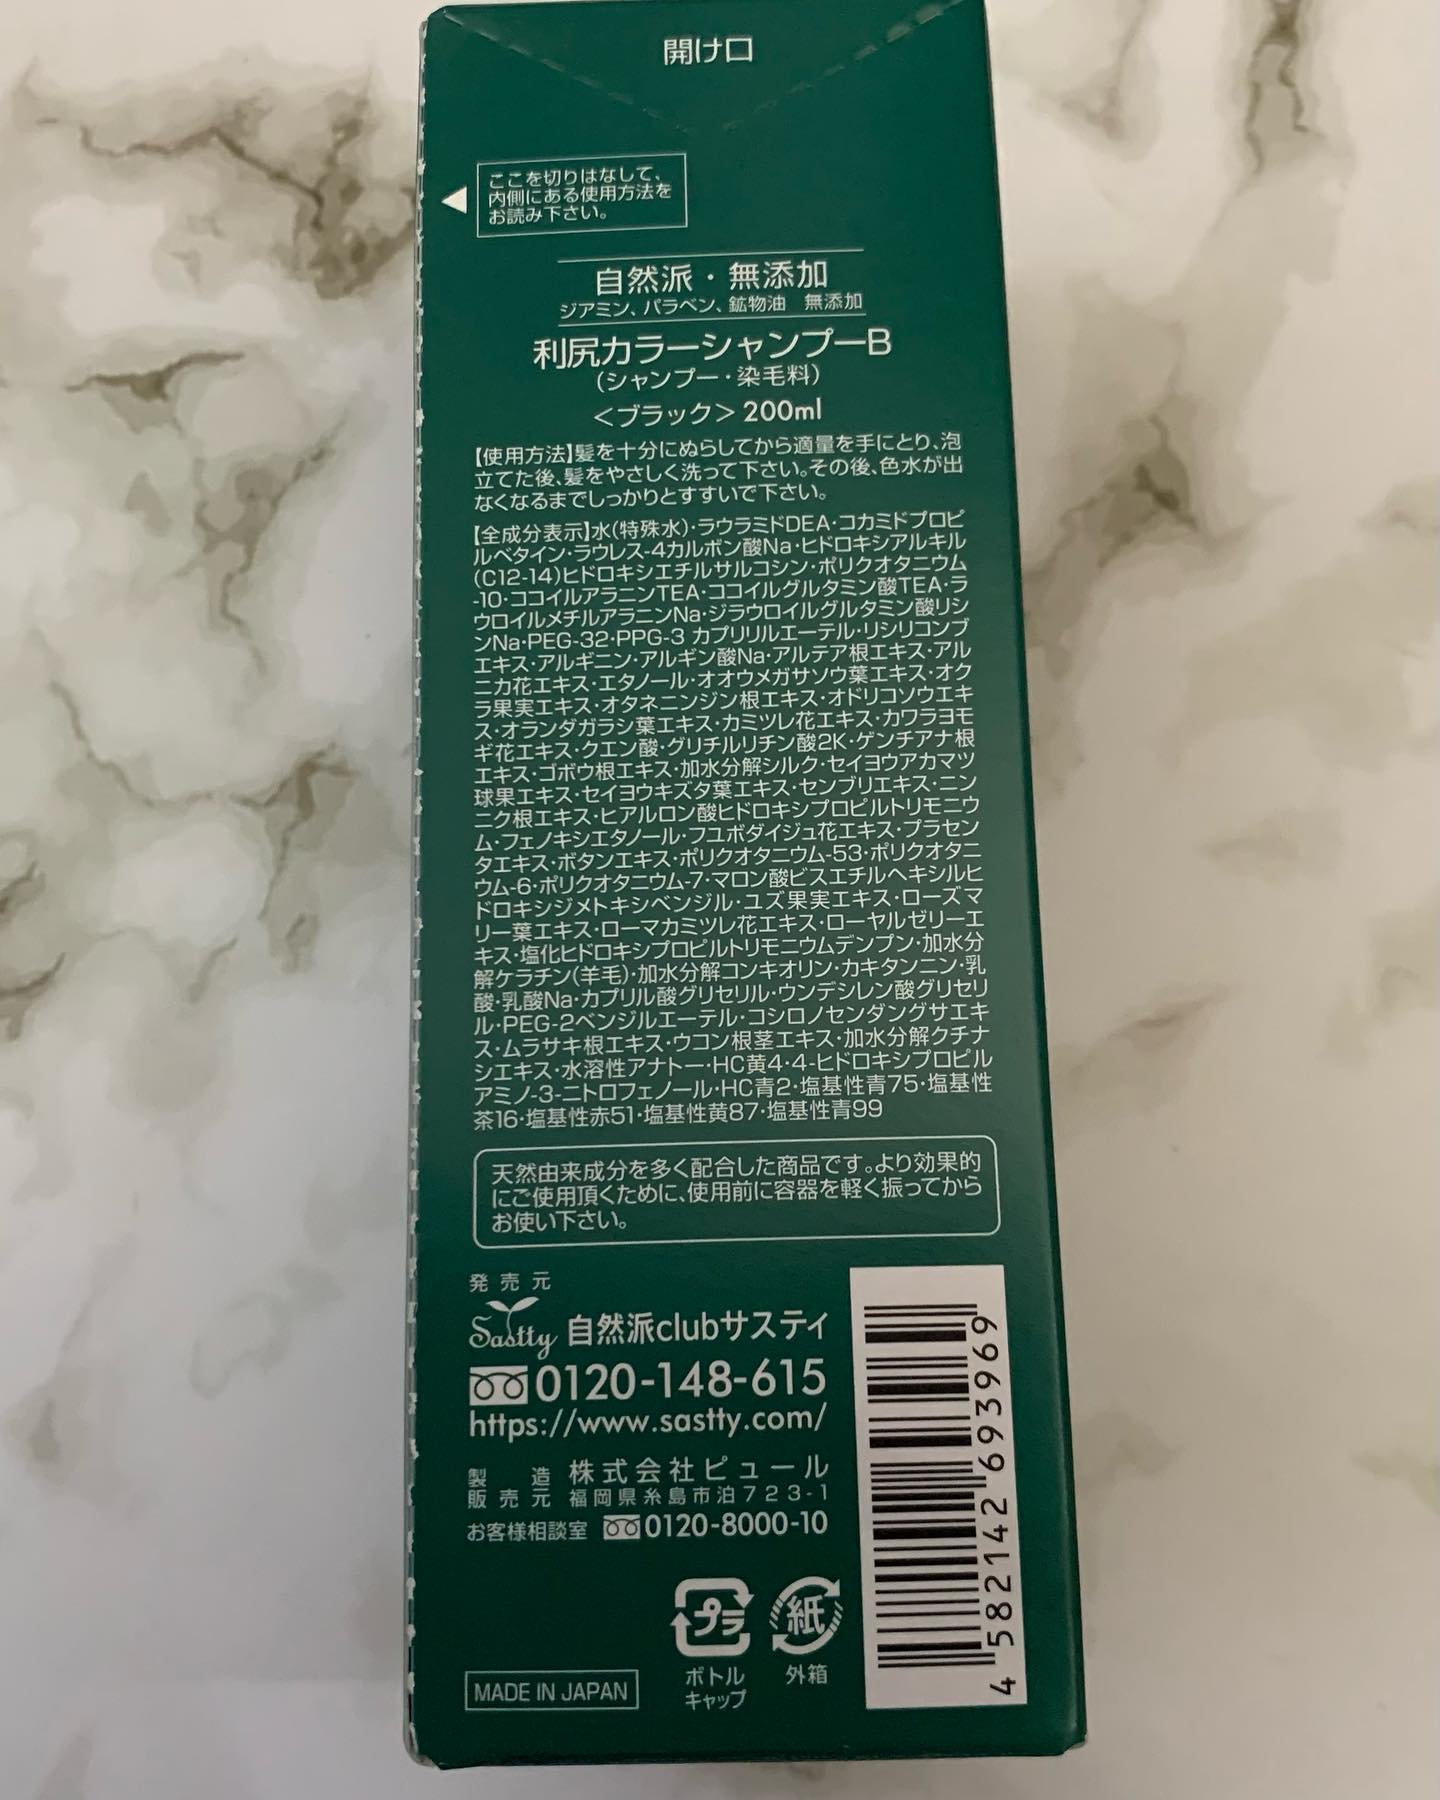 開け口
ここを切りはなして、
内側にある使用方法を
お読み下さい。
自然派・無添加
ジアミン、パラベン、鉱物油 無添加
利尻カラーシャンプーB
(シャンプー・染毛料)
<ブラック> 200ml
【使用方法】髪を十分にぬらしてから適量を手にとり、泡
立てた後、髪をやさしく洗って下さい。その後、色水が出
なくなるまでしっかりとすすいで下さい。
【全成分表示】水(特殊水)・ラウラミドDEA・コカミドプロピ
ルベタイン・ラウレス-4カルボン酸Na・ヒドロキシアルキル
(C12-14)ヒドロキシエチルサルコシン・ポリクオタニウム
-10・ココイルアラニンTEA・ココイルグルタミン酸TEA・ラ
ウロイルメチルアラニンNa・ジラウロイルグルタミン酸リシ
ンNa・PEG-32・PPG-3 カプリリルエーテル・リシリコンブ
エキス・アルギニン・アルギン酸Na・アルテア根エキス・アル
ニカ花エキス・エタノール・オオウメガサソウ葉エキス・オク
ラ果実エキス・オタネニンジン根エキス・オドリコソウエキ
ス・オランダガラシ葉エキス・カミツレ花エキス・カワラヨモ
ギ花エキス・クエン酸・グリチルリチン酸2K・ゲンチアナ根
エキス・ゴボウ根エキス・加水分解シルク・セイヨウアカマツ
球果エキス・セイヨウキズタ葉エキス・センブリエキス・ニン
ニク根エキス・ヒアルロン酸ヒドロキシプロピルトリモニウ
ム・フェノキシエタノール・フユボダイジュ花エキス・プラセン
タエキス・ボタンエキス・ポリクオタニウム-53・ポリクオタニ
ウム-6・ポリクオタニウム-7・マロン酸ビスエチルヘキシルヒ
ドロキシジメトキシベンジル・ユズ果実エキス・ローズマ
リー葉エキス・ローマカミツレ花エキス・ローヤルゼリーエ
キス・塩化ヒドロキシプロピルトリモニウムデンプン・加水分
解ケラチン(羊毛)・加水分解コンキオリン・カキタンニン・乳
酸・乳酸Na・カプリル酸グリセリル・ウンデシレン酸グリセリ
ル・PEG-2ベンジルエーテル・コシロノセンダングサエキ
ス・ムラサキ根エキス・ウコン根茎エキス・加水分解クチナ
シエキス・水溶性アナトー・HC黄4・4-ヒドロキシプロピル
アミノ-3-ニトロフェノール・HC青2・塩基性青75・塩基性
茶16・塩基性赤51・塩基性黄87・塩基性青99
天然由来成分を多く配合した商品です。より効果的
にご使用頂くために、使用前に容器を軽く振ってから
お使い下さい。
発売元
Sastty 自然派clubサスティ
0120-148-615
https://www.sastty.com/
製造 株式会社ピュール
販売元 福岡県糸島市泊723-1
お客様相談室 0120-8000-10
プラ 紙
ボトル 外箱
キャップ
MADE IN JAPAN
4 582142 693969